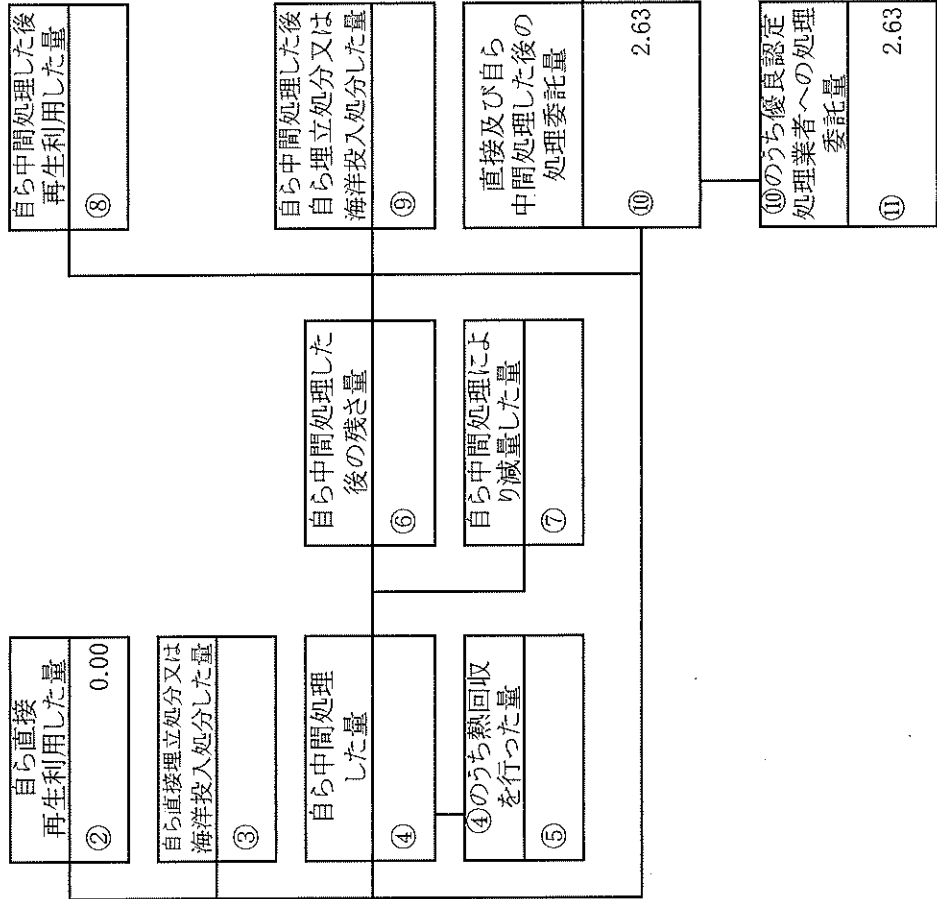 自ら直接
再生利用した量
② 0.00
自ら直接埋立処分又は
海洋投入処分した量
③
自ら中間処理
した量
④
④のうち熱回収
を行った量
⑤
自ら中間処理した
後の残さ量
⑥
自ら中間処理によ
り減量した量
⑦
自ら中間処理した後
再生利用した量
⑧
自ら中間処理した後
自ら埋立処分又は
海洋投入処分した量
⑨
直接及び自ら
中間処理した後の
処理委託量
⑩ 2.63
⑩のうち優良認定
処理業者への処理
委託量
⑪ 2.63